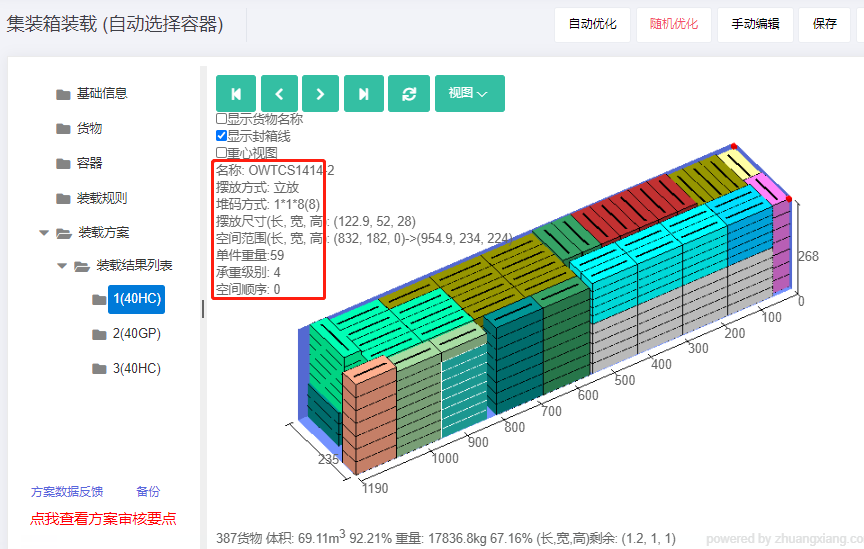 集装箱装载 (自动选择容器)
自动优化
随机优化
手动编辑
保存
基础信息
货物
容器
装载规则
装载方案
装载结果列表
1(40HC)
2(40GP)
3(40HC)
方案数据反馈
备份
点我查看方案审核要点
视图
显示货物名称
显示封箱线
重心视图
名称: OWTCS1414-2
摆放方式: 立放
堆码方式: 1*1*8(8)
摆放尺寸(长, 宽, 高): (122.9, 52, 28)
空间范围(长, 宽, 高): (832, 182, 0)->(954.9, 234, 224)
单件重量:59
承重级别: 4
空间顺序: 0
268
0
100
200
300
400
500
600
700
800
900
1000
1190
235
387货物 体积: 69.11m3 92.21% 重量: 17836.8kg 67.16% (长,宽,高)剩余: (1.2, 1, 1)
powered by zhuangxiang.co